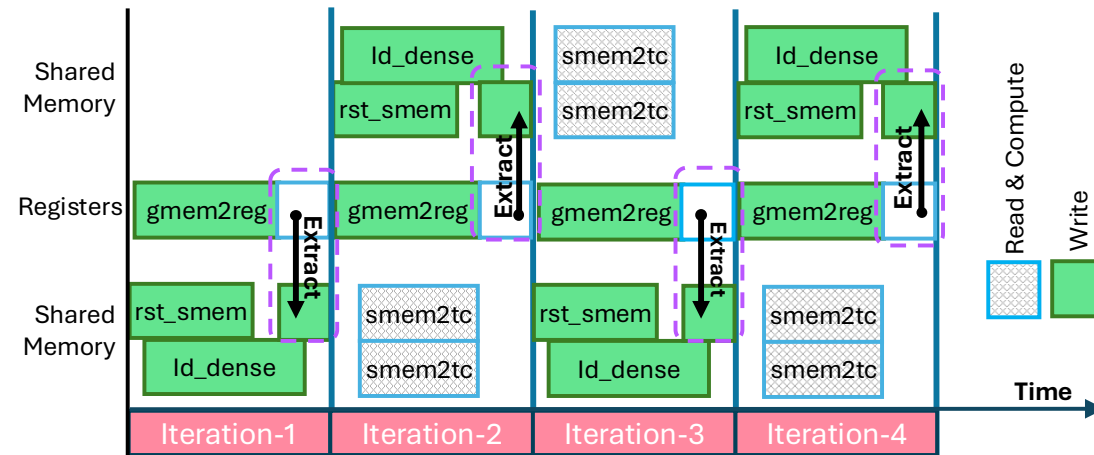 Shared
Memory
ld_dense
rst_smem
smem2tc
smem2tc
ld_dense
rst_smem
Extract
Extract
Registers
gmem2reg
gmem2reg
gmem2reg
gmem2reg
Extract
Extract
Shared
Memory
rst_smem
ld_dense
smem2tc
smem2tc
rst_smem
ld_dense
smem2tc
smem2tc
Read & Compute
Write
Time
Iteration-1
Iteration-2
Iteration-3
Iteration-4